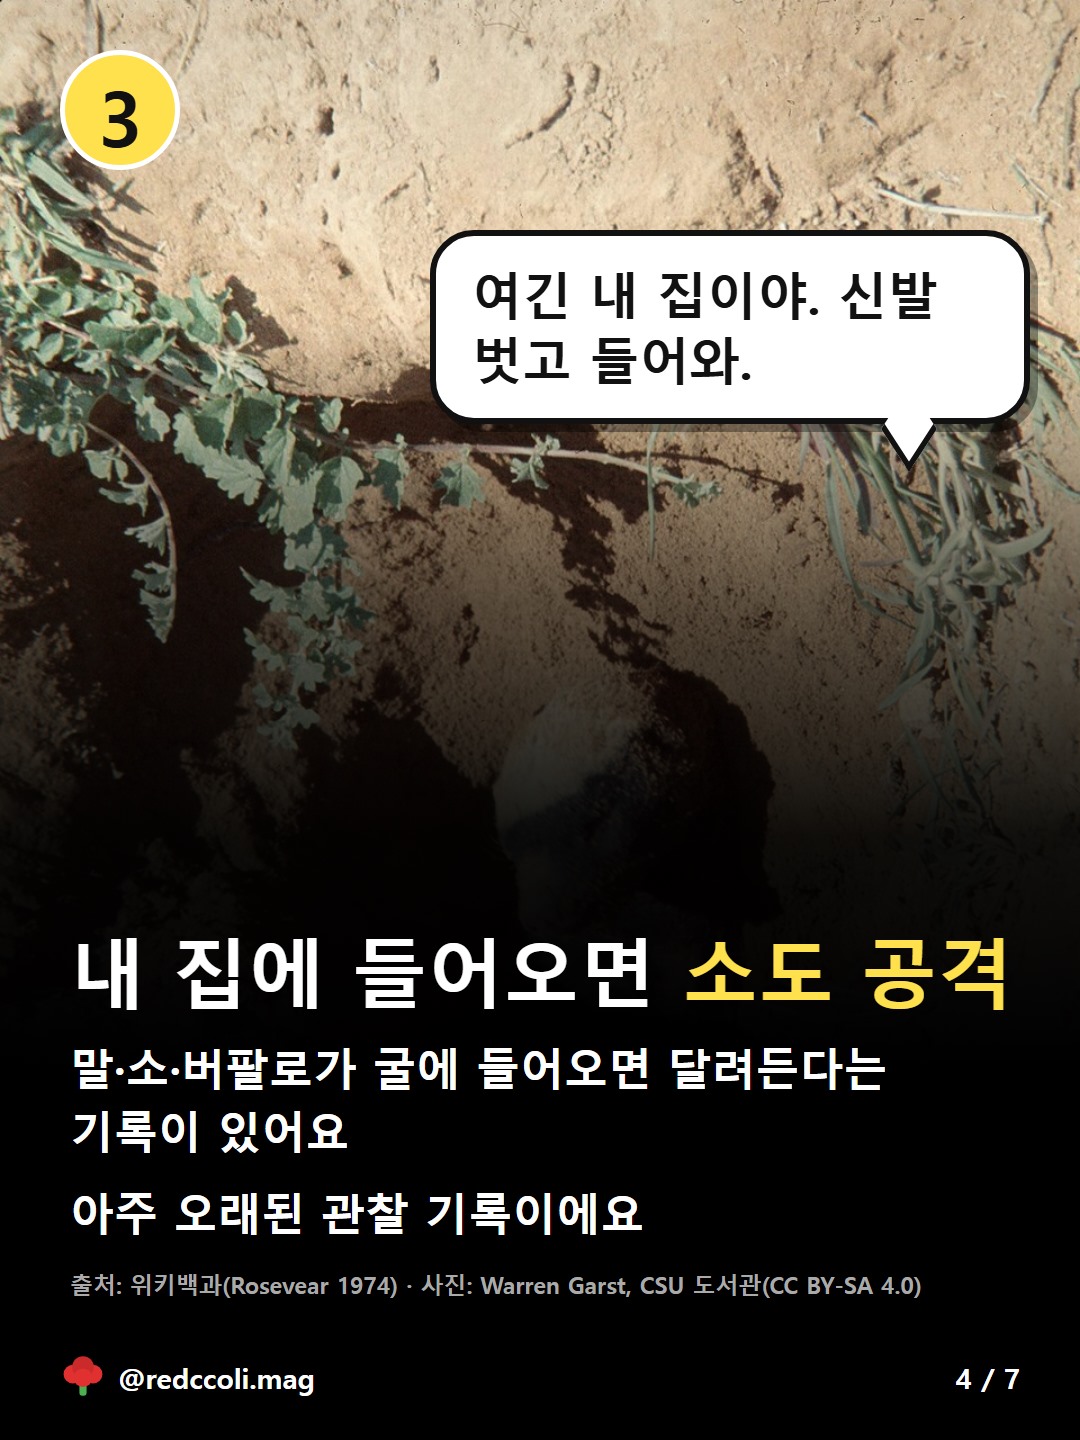 3
여긴 내 집이야. 신발
벗고 들어와.
내 집에 들어오면 소도 공격
말·소·버팔로가 굴에 들어오면 달려든다는
기록이 있어요
아주 오래된 관찰 기록이에요
출처: 위키백과(Rosevear 1974) · 사진: Warren Garst, CSU 도서관(CC BY-SA 4.0)
@redccoli.mag
4 / 7